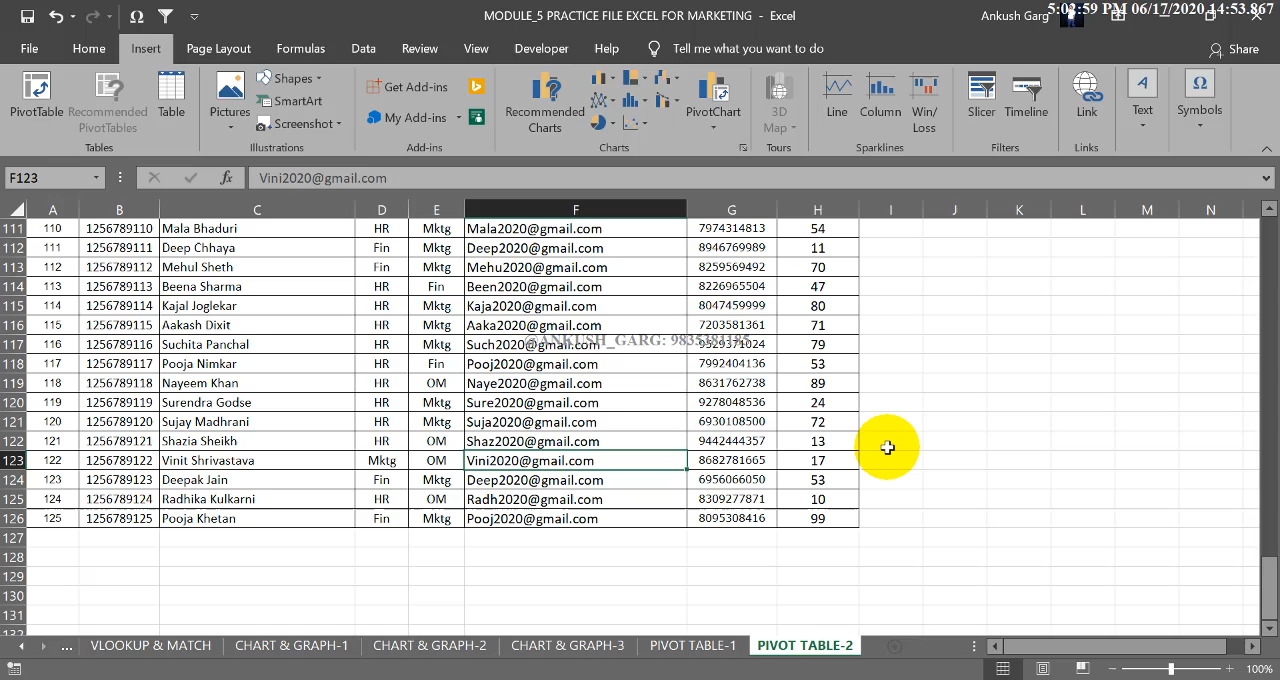 MODULE_5 PRACTICE FILE EXCEL FOR MARKETING - Excel
Ankush Garg
5:02:59 PM 06/17/2020 14:53.867
File Home Insert Page Layout Formulas Data Review View Developer Help Tell me what you want to do Share
PivotTable Recommended PivotTables Table
Tables
Pictures Shapes SmartArt Screenshot
Illustrations
Get Add-ins My Add-ins
Add-ins
Recommended Charts PivotChart
Charts
3D Map
Tours
Line Column Win/Loss
Sparklines
Slicer Timeline
Filters
Link
Links
Text
Symbols
F123 fx Vini2020@gmail.com
A B C D E F G H I J K L M N
111 110 1256789110 Mala Bhaduri HR Mktg Mala2020@gmail.com 7974314813 54
112 111 1256789111 Deep Chhaya Fin Mktg Deep2020@gmail.com 8946769989 11
113 112 1256789112 Mehul Sheth Fin Mktg Mehu2020@gmail.com 8259569492 70
114 113 1256789113 Beena Sharma HR Fin Been2020@gmail.com 8226965504 47
115 114 1256789114 Kajal Joglekar HR Mktg Kaja2020@gmail.com 8047459999 80
116 115 1256789115 Aakash Dixit HR Mktg Aaka2020@gmail.com 7203581361 71
@ANKUSH_GARG: 9835381185
117 116 1256789116 Suchita Panchal HR Mktg Such2020@gmail.com 9529371024 79
118 117 1256789117 Pooja Nimkar HR Fin Pooj2020@gmail.com 7992404136 53
119 118 1256789118 Nayeem Khan HR OM Naye2020@gmail.com 8631762738 89
120 119 1256789119 Surendra Godse HR Mktg Sure2020@gmail.com 9278048536 24
121 120 1256789120 Sujay Madhrani HR Mktg Suja2020@gmail.com 6930108500 72
122 121 1256789121 Shazia Sheikh HR OM Shaz2020@gmail.com 9442444357 13
123 122 1256789122 Vinit Shrivastava Mktg OM Vini2020@gmail.com 8682781665 17
124 123 1256789123 Deepak Jain Fin Mktg Deep2020@gmail.com 6956066050 53
125 124 1256789124 Radhika Kulkarni HR OM Radh2020@gmail.com 8309277871 10
126 125 1256789125 Pooja Khetan Fin Mktg Pooj2020@gmail.com 8095308416 99
127
128
129
130
131
132
... VLOOKUP & MATCH CHART & GRAPH-1 CHART & GRAPH-2 CHART & GRAPH-3 PIVOT TABLE-1 PIVOT TABLE-2
100%